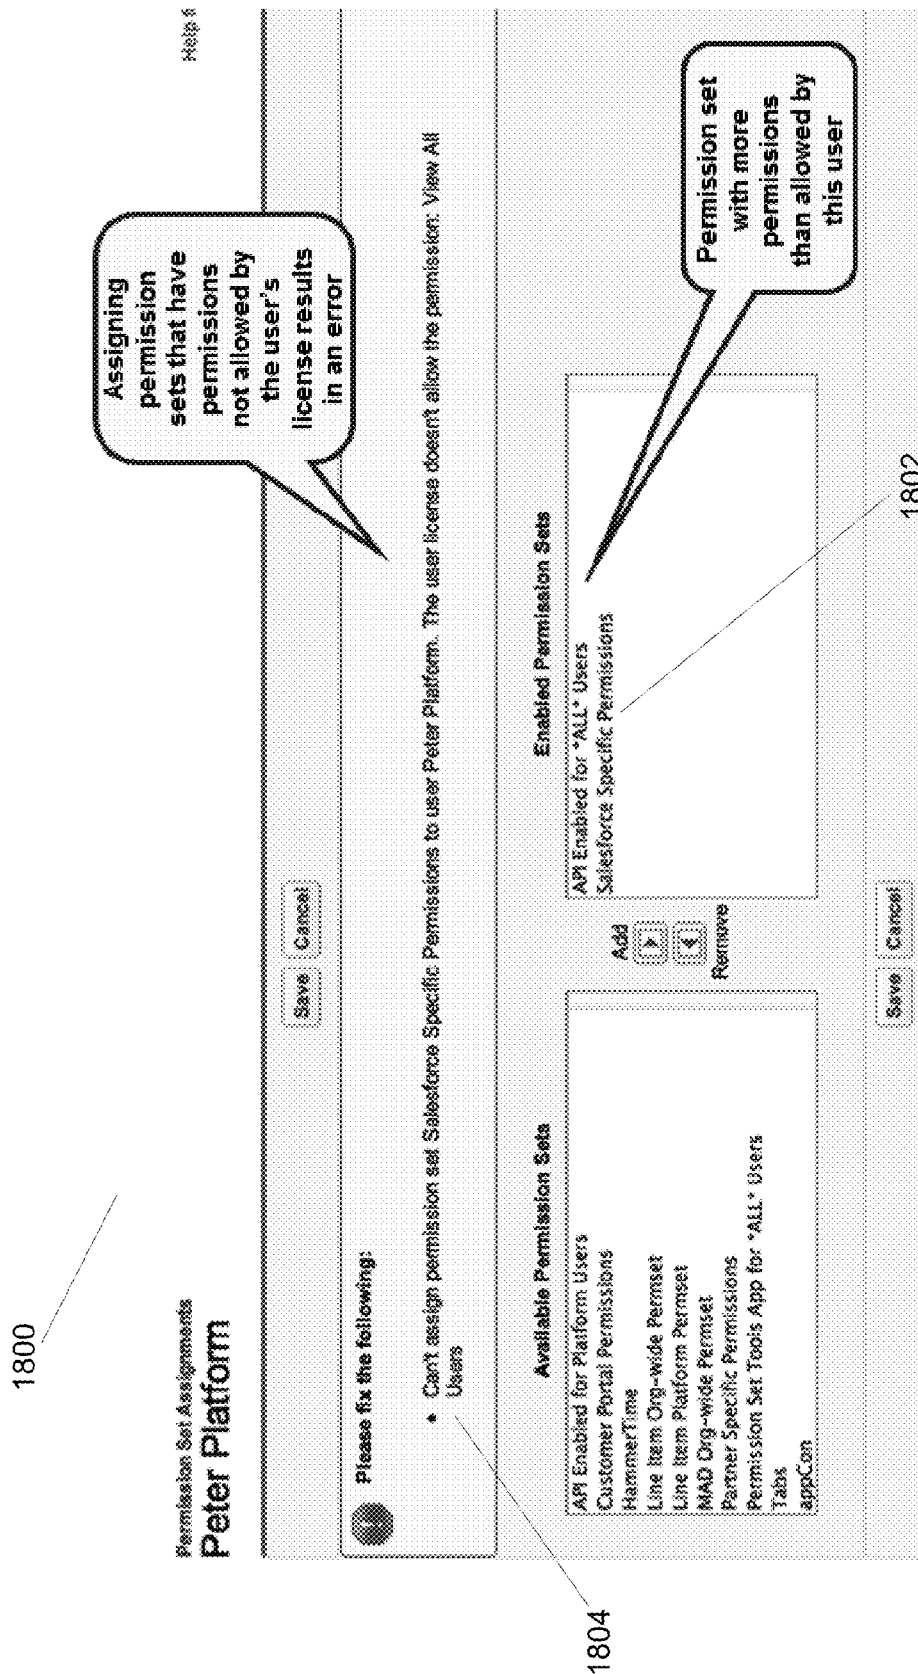 1800
Permission Set Assignments
Peter Platform
Help f
Save Cancel
Assigning
permission
sets that have
permissions
not allowed by
the user's
license results
in an error
Please fix the following:
• Can't assign permission set Salesforce Specific Permissions to user Peter Platform. The user license doesn't allow the permission: View All
Users
1804
Available Permission Sets
API Enabled for Platform Users
Customer Portal Permissions
HammerTime
Line Item Org-wide Permset
Line Item Platform Permset
MAD Org-wide Permset
Partner Specific Permissions
Permission Set Tools App for *ALL* Users
Tabs
appCon
Add
Remove
Enabled Permission Sets
API Enabled for *ALL* Users
Salesforce Specific Permissions
1802
Permission set
with more
permissions
than allowed by
this user
Save Cancel